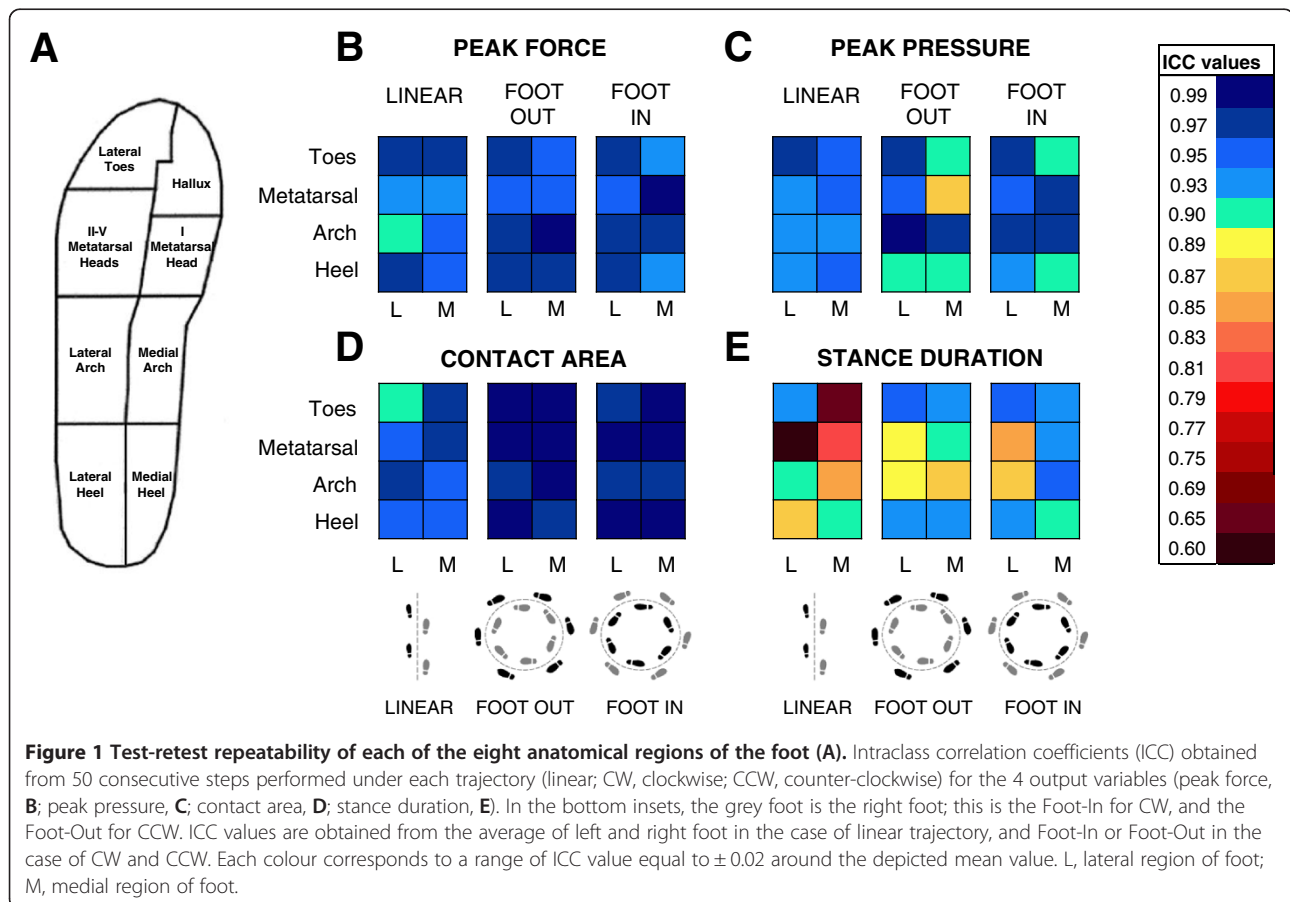 A
Lateral
Toes
Hallux
II-V
Metatarsal
Heads
I
Metatarsal
Head
Lateral
Arch
Medial
Arch
Lateral
Heel
Medial
Heel
B
PEAK FORCE
LINEAR
FOOT
OUT
FOOT
IN
Toes
Metatarsal
Arch
Heel
L M L M L M
C
PEAK PRESSURE
LINEAR
FOOT
OUT
FOOT
IN
L M L M L M
ICC values
0.99
0.97
0.95
0.93
0.90
0.89
0.87
0.85
0.83
0.81
0.79
0.77
0.75
0.69
0.65
0.60
D
CONTACT AREA
Toes
Metatarsal
Arch
Heel
L M L M L M
LINEAR FOOT OUT FOOT IN
E
STANCE DURATION
L M L M L M
LINEAR FOOT OUT FOOT IN
Figure 1 Test-retest repeatability of each of the eight anatomical regions of the foot (A). Intraclass correlation coefficients (ICC) obtained
from 50 consecutive steps performed under each trajectory (linear; CW, clockwise; CCW, counter-clockwise) for the 4 output variables (peak force,
B; peak pressure, C; contact area, D; stance duration, E). In the bottom insets, the grey foot is the right foot; this is the Foot-In for CW, and the
Foot-Out for CCW. ICC values are obtained from the average of left and right foot in the case of linear trajectory, and Foot-In or Foot-Out in the
case of CW and CCW. Each colour corresponds to a range of ICC value equal to ± 0.02 around the depicted mean value. L, lateral region of foot;
M, medial region of foot.